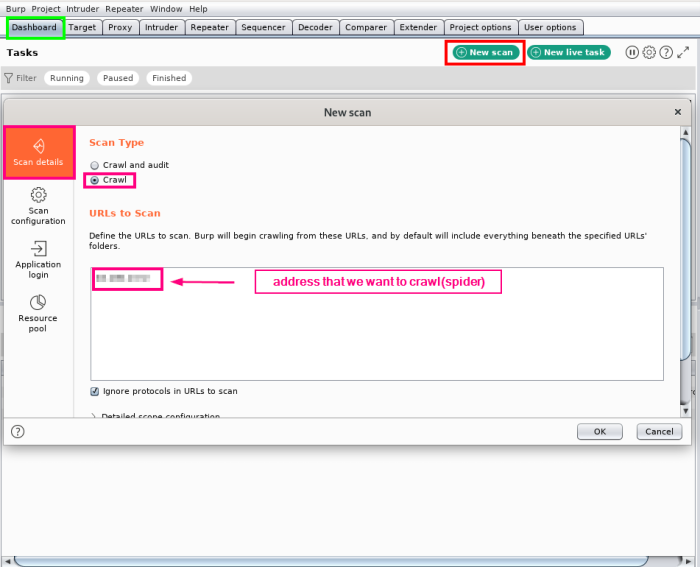 Burp Project Intruder Repeater Window Help
Dashboard Target Proxy Intruder Repeater Sequencer Decoder Comparer Extender Project options User options
Tasks New scan New live task
Filter Running Paused Finished
New scan
Scan details
Scan Type
Crawl and audit
Crawl
Scan
configuration
URLs to Scan
Define the URLs to scan. Burp will begin crawling from these URLs, and by default will include everything beneath the specified URLs'
folders.
Application
login
address that we want to crawl(spider)
Resource
pool
Ignore protocols in URLs to scan
Detailed scope configuration
OK Cancel